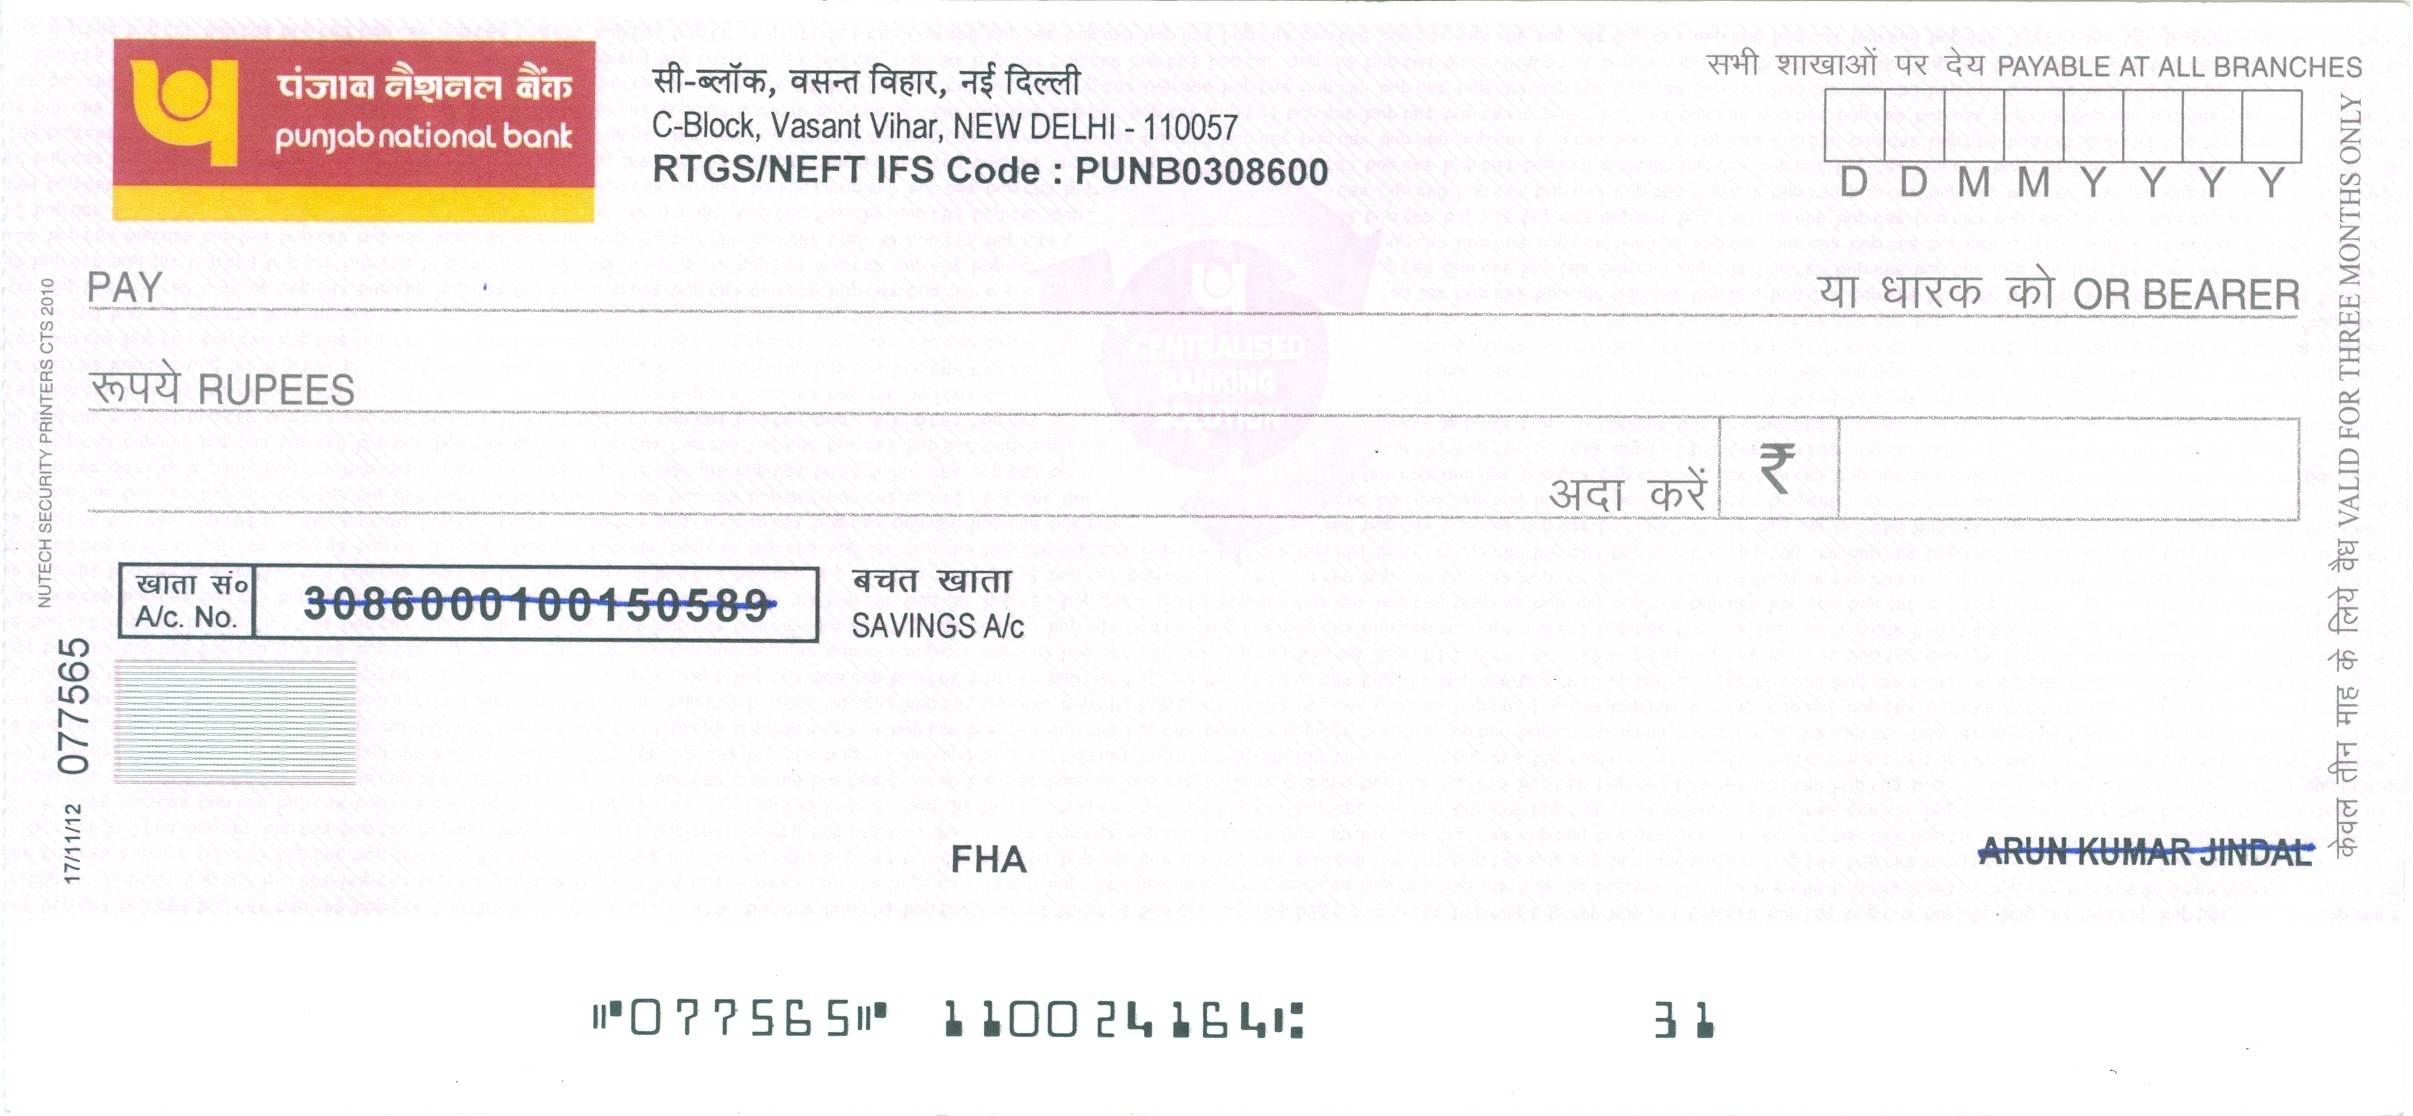 पंजाब नैशनल बैंक
punjab national bank
सी-ब्लॉक, वसन्त विहार, नई दिल्ली
C-Block, Vasant Vihar, NEW DELHI - 110057
RTGS/NEFT IFS Code : PUNB0308600
सभी शाखाओं पर देय PAYABLE AT ALL BRANCHES
D D M M Y Y Y Y
PAY
या धारक को OR BEARER
CENTRALISED
BANKING
SOLUTION
रूपये RUPEES
अदा करें ₹
खाता सं०
A/c. No.
3086000100150589
बचत खाता
SAVINGS A/c
NUTECH SECURITY PRINTERS CTS 2010
077565
17/11/12
FHA
ARUN KUMAR JINDAL
केवल तीन माह के लिये वैध VALID FOR THREE MONTHS ONLY
⑈077565⑈ 110024164⑆ 31